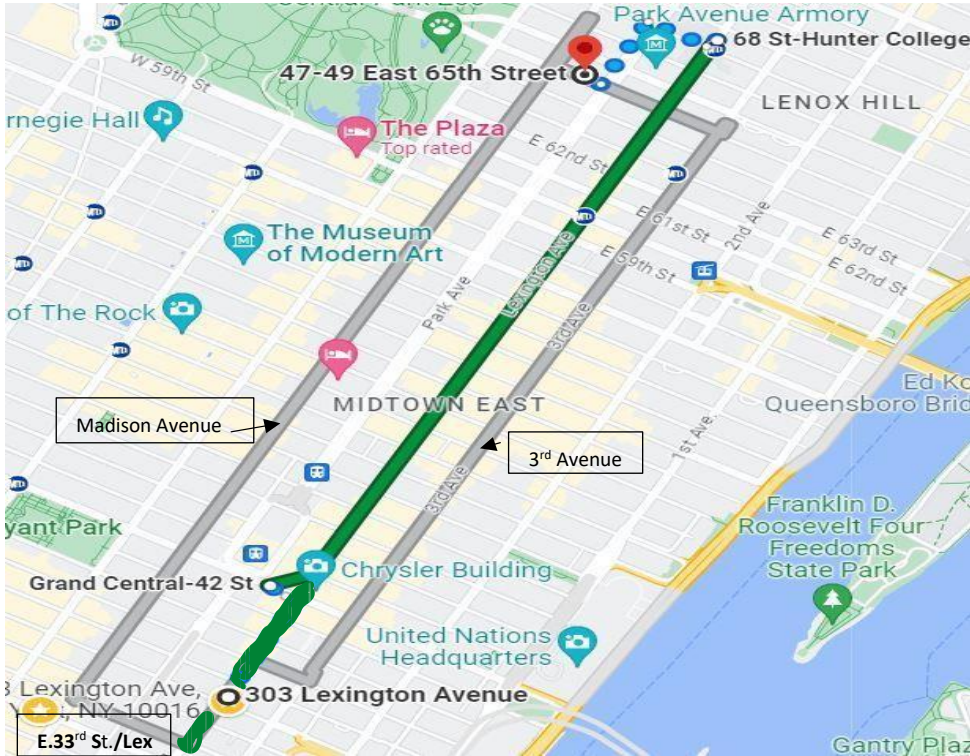 Park Avenue Armory
68 St-Hunter College
47-49 East 65th Street
W 59th St
LENOX HILL
rnegie Hall
The Plaza
Top rated
E 62nd St
2nd Ave
E 61st St
E 63rd St
E 62nd St
The Museum
of Modern Art
E 59th St
Lexington Ave
of The Rock
Park Ave
3rd Ave
Ed Ko
Queensboro Brid
MIDTOWN EAST
Madison Avenue
3rd Avenue
1st Ave
3rd Ave
yant Park
Franklin D.
Roosevelt Four
Freedoms
State Park
Grand Central-42 St
Chrysler Building
United Nations
Headquarters
3 Lexington Ave,
NY 10016
303 Lexington Avenue
E.33rd St./Lex
Gantry Plaz